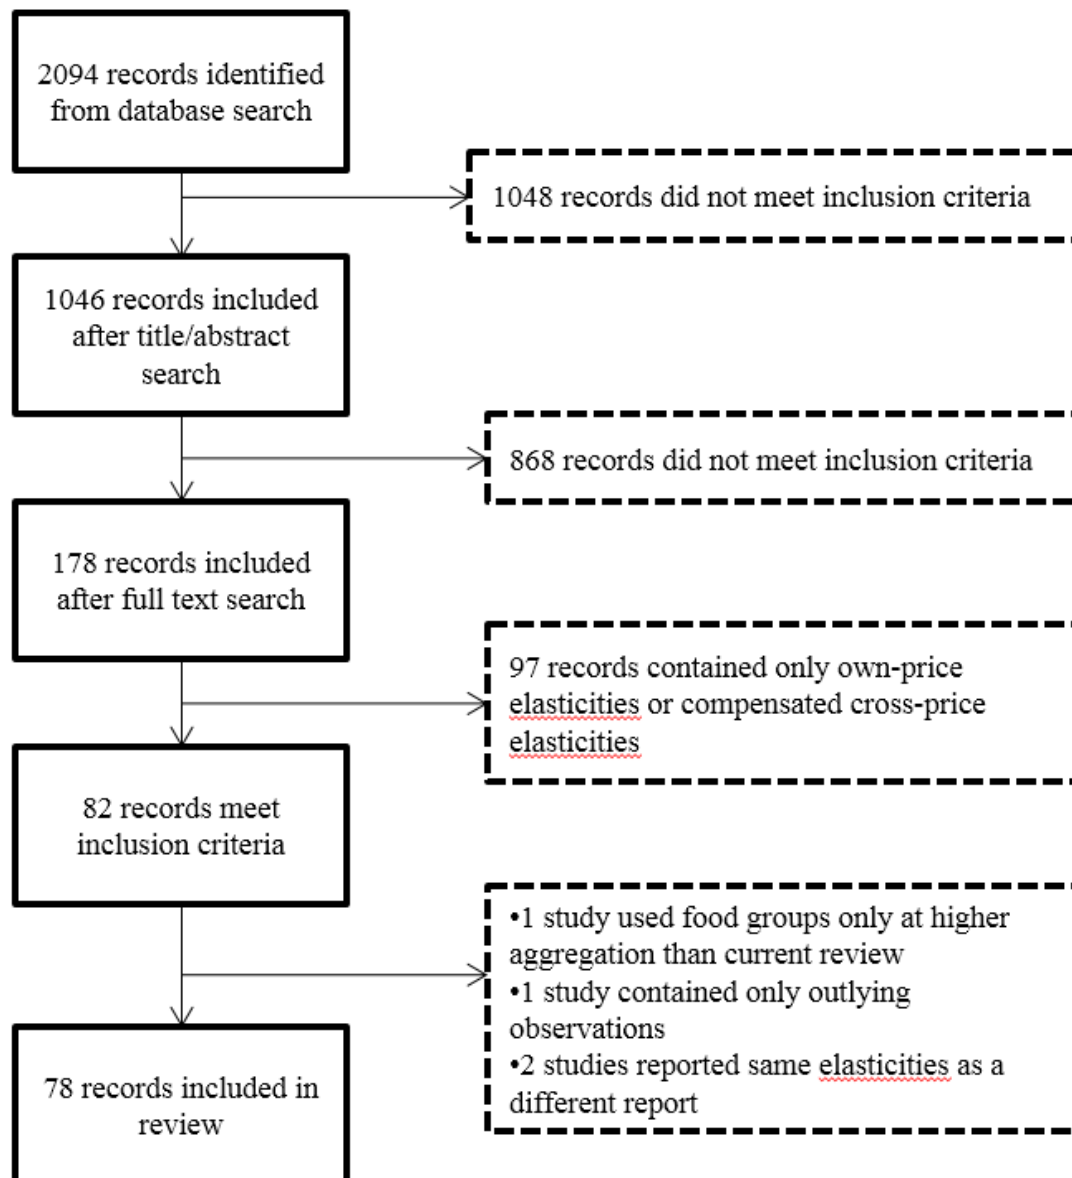 2094 records identified
from database search
1048 records did not meet inclusion criteria
1046 records included
after title/abstract
search
868 records did not meet inclusion criteria
178 records included
after full text search
97 records contained only own-price
elasticities or compensated cross-price
elasticities
82 records meet
inclusion criteria
•1 study used food groups only at higher
aggregation than current review
•1 study contained only outlying
observations
•2 studies reported same elasticities as a
different report
78 records included in
review